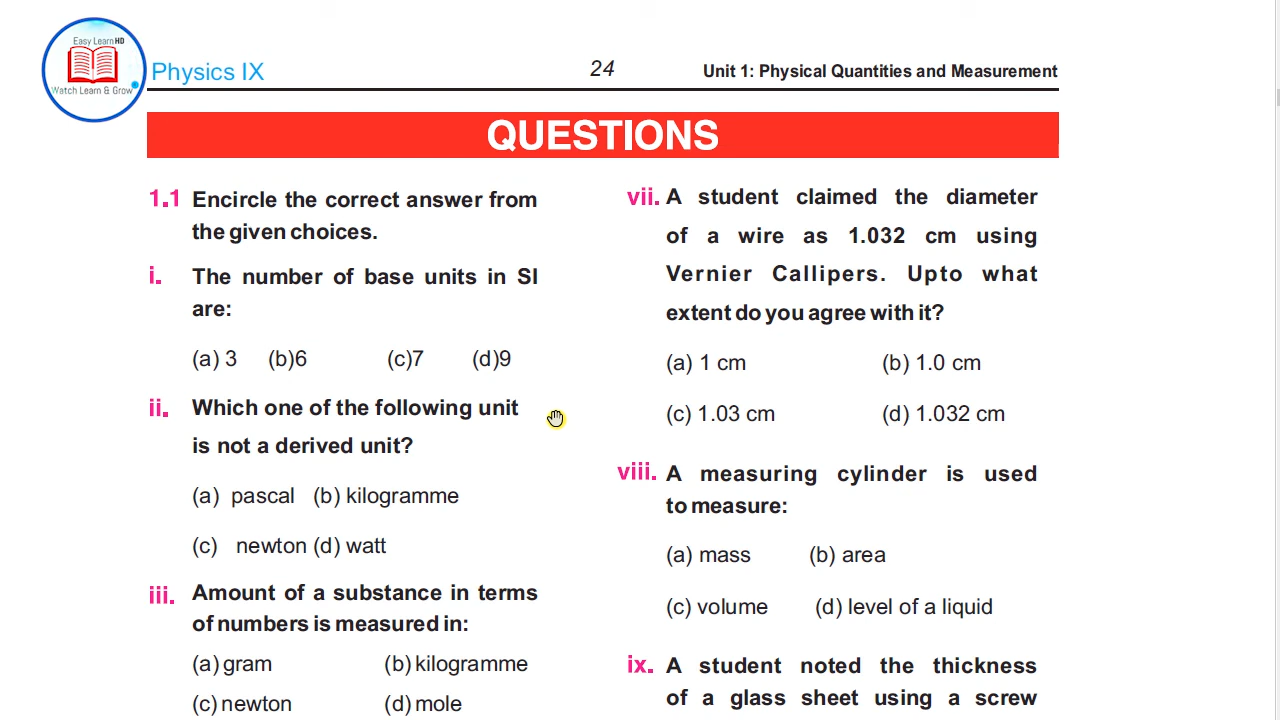 Easy Learn HD
Watch Learn & Grow
Physics IX
24
Unit 1: Physical Quantities and Measurement
QUESTIONS
1.1 Encircle the correct answer from
the given choices.
i. The number of base units in SI
are:
(a) 3 (b)6 (c)7 (d)9
ii. Which one of the following unit
is not a derived unit?
(a) pascal (b) kilogramme
(c) newton (d) watt
iii. Amount of a substance in terms
of numbers is measured in:
(a) gram (b) kilogramme
(c) newton (d) mole
vii. A student claimed the diameter
of a wire as 1.032 cm using
Vernier Callipers. Upto what
extent do you agree with it?
(a) 1 cm (b) 1.0 cm
(c) 1.03 cm (d) 1.032 cm
viii. A measuring cylinder is used
to measure:
(a) mass (b) area
(c) volume (d) level of a liquid
ix. A student noted the thickness
of a glass sheet using a screw